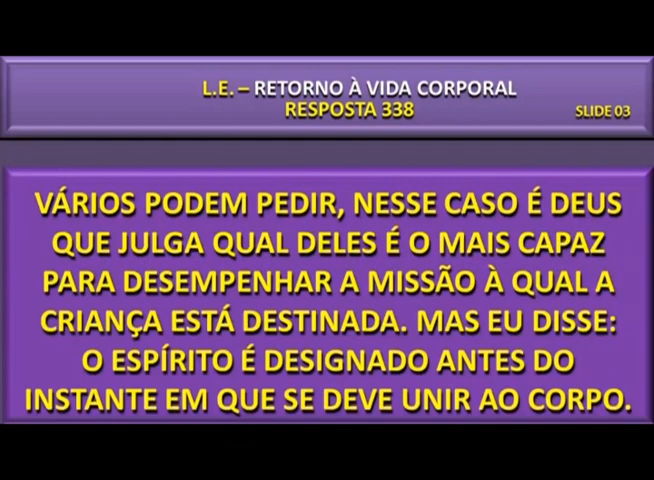 L.E. – RETORNO À VIDA CORPORAL
RESPOSTA 338
SLIDE 03
VÁRIOS PODEM PEDIR, NESSE CASO É DEUS
QUE JULGA QUAL DELES É O MAIS CAPAZ
PARA DESEMPENHAR A MISSÃO À QUAL A
CRIANÇA ESTÁ DESTINADA. MAS EU DISSE:
O ESPÍRITO É DESIGNADO ANTES DO
INSTANTE EM QUE SE DEVE UNIR AO CORPO.